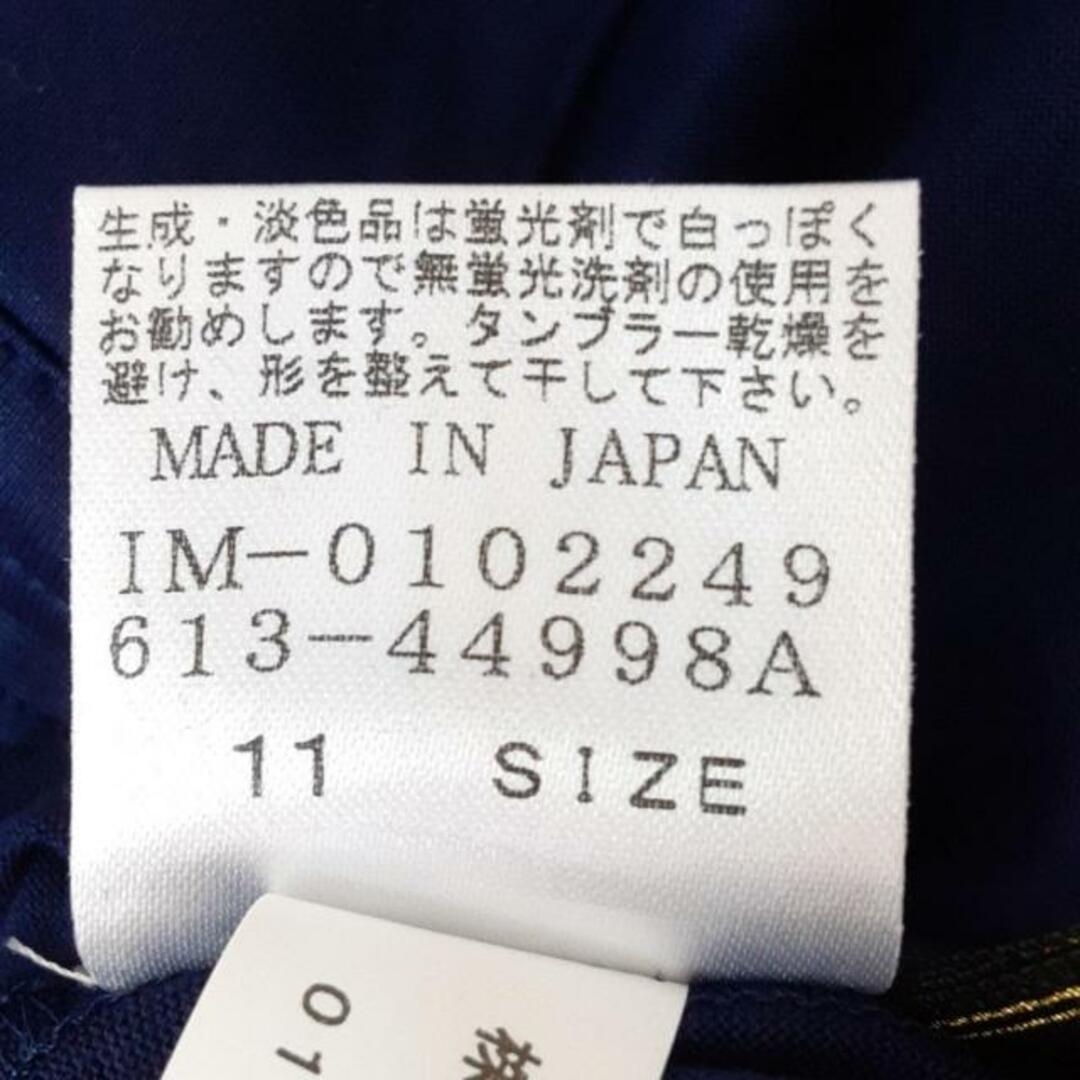 生成・淡色品は蛍光剤で白っぽく
なりますので無蛍光洗剤の使用を
お勧めします。タンブラー乾燥を
避け、形を整えて干して下さい。
MADE IN JAPAN
IM-0102249
613-44998A
11 SIZE
01